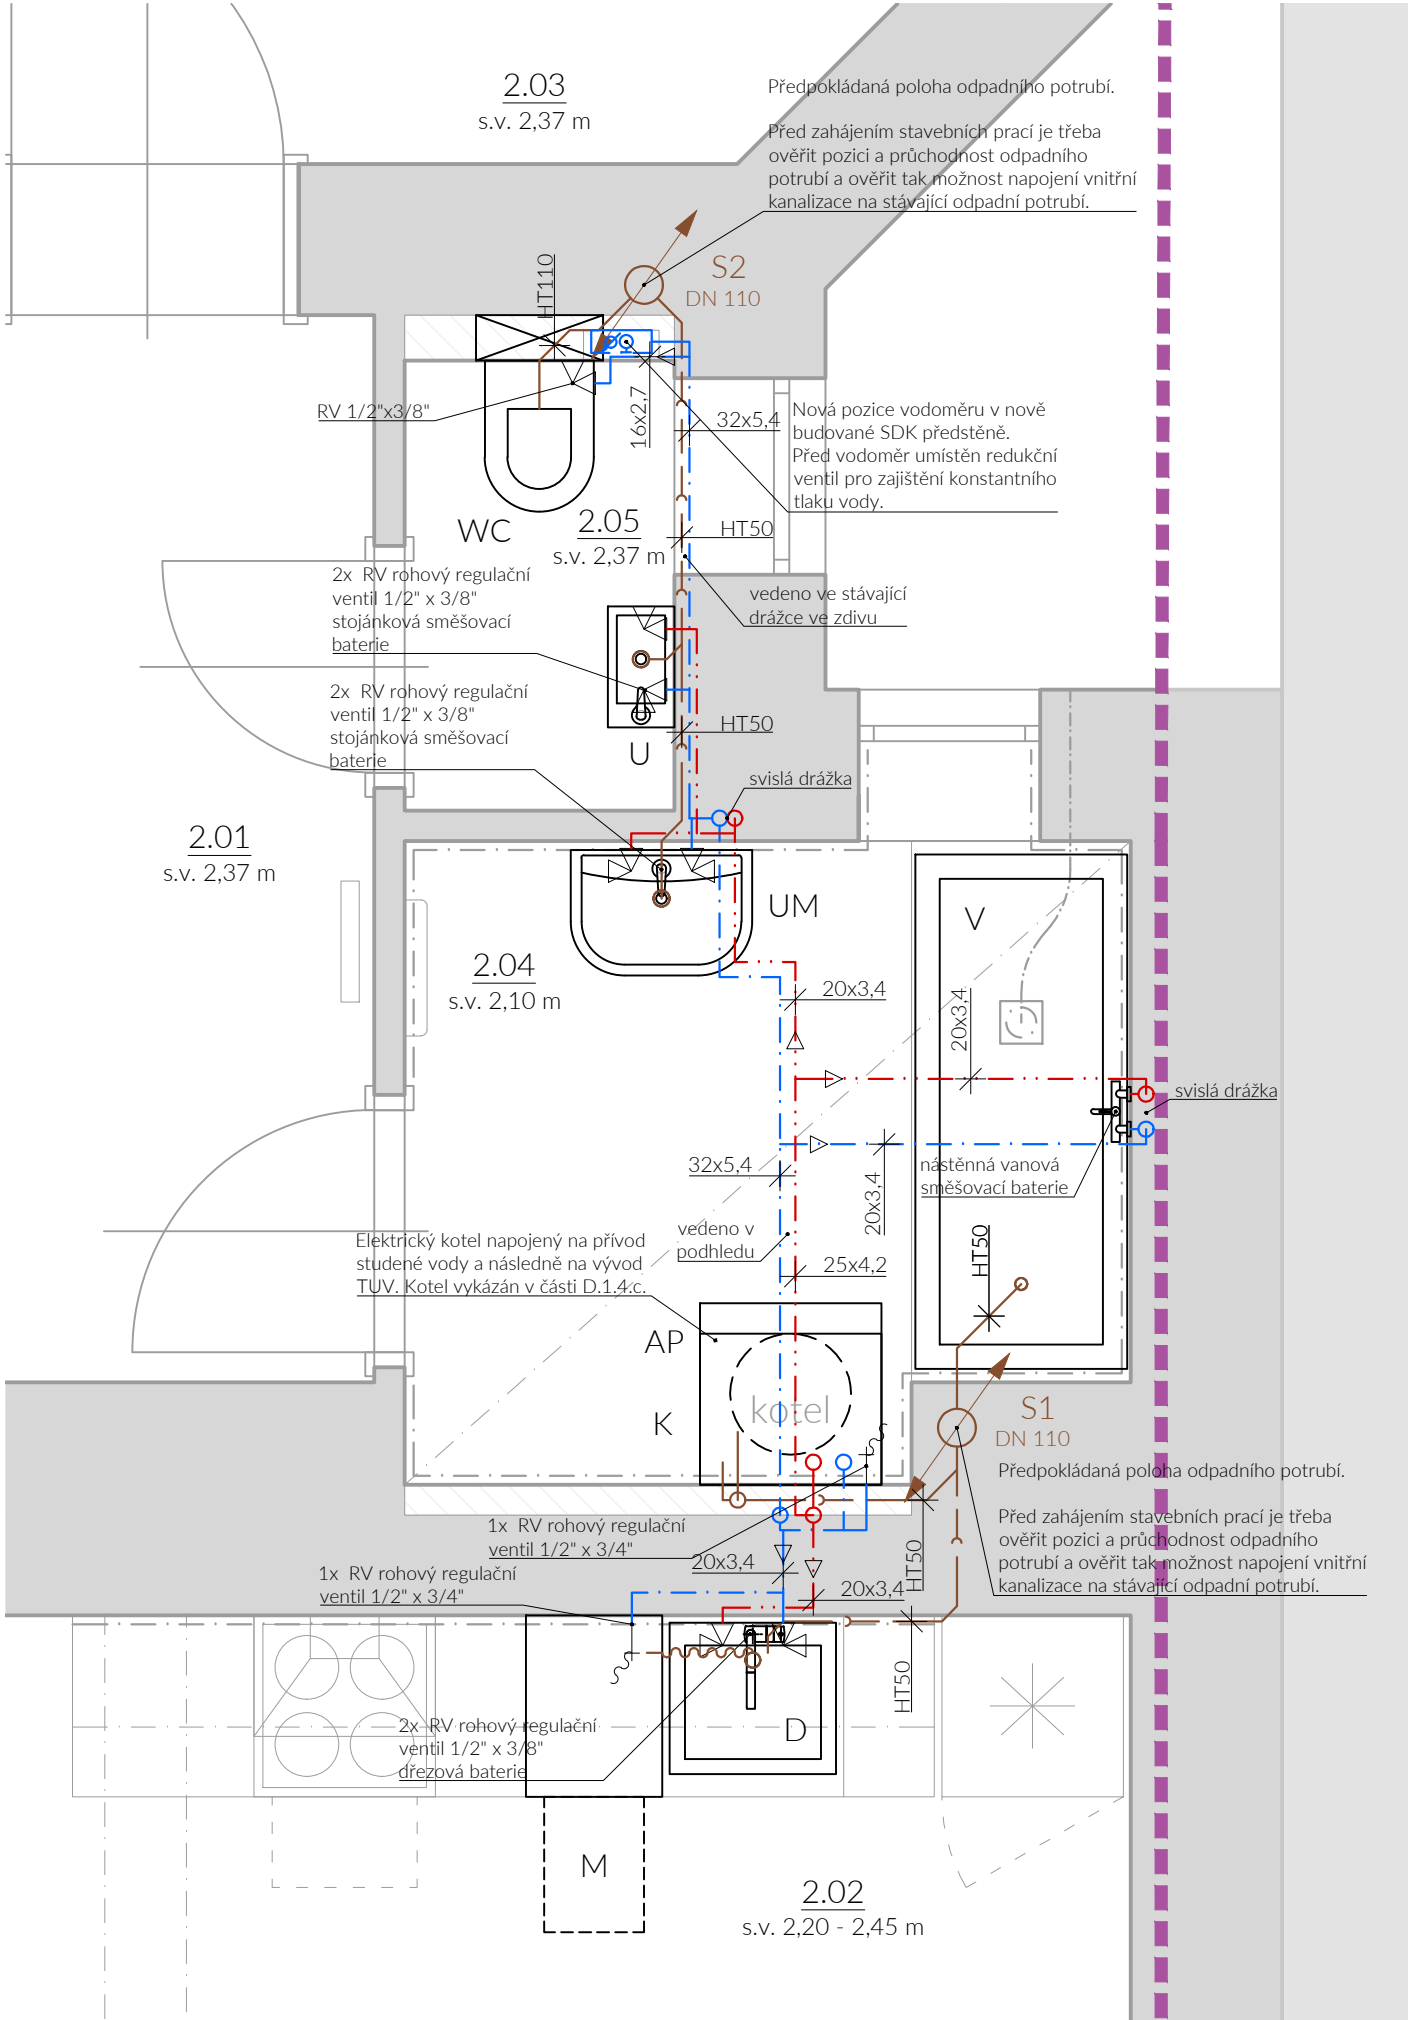 2.03
s.v. 2,37 m
Předpokládaná poloha odpadního potrubí.
Před zahájením stavebních prací je třeba
ověřit pozici a průchodnost odpadního
potrubí a ověřit tak možnost napojení vnitřní
kanalizace na stávající odpadní potrubí.
S2
DN 110
HT110
RV 1/2"x3/8"
16x2,7
32x5,4
Nová pozice vodoměru v nově
budované SDK předstěně.
Před vodoměr umístěn redukční
ventil pro zajištění konstantního
tlaku vody.
WC
2.05
s.v. 2,37 m
HT50
2x RV rohový regulační
ventil 1/2" x 3/8"
stojánková směšovací
baterie
vedeno ve stávající
drážce ve zdivu
2x RV rohový regulační
ventil 1/2" x 3/8"
stojánková směšovací
baterie
U
HT50
svislá drážka
2.01
s.v. 2,37 m
UM
V
2.04
s.v. 2,10 m
20x3,4
20x3,4
svislá drážka
32x5,4
20x3,4
nástěnná vanová
směšovací baterie
vedeno v
podhledu
HT50
Elektrický kotel napojený na přívod
studené vody a následně na vývod
TUV. Kotel vykázán v části D.1.4.c.
25x4,2
AP
kotel
K
S1
DN 110
Předpokládaná poloha odpadního potrubí.
Před zahájením stavebních prací je třeba
ověřit pozici a průchodnost odpadního
potrubí a ověřit tak možnost napojení vnitřní
kanalizace na stávající odpadní potrubí.
1x RV rohový regulační
ventil 1/2" x 3/4"
20x3,4
HT50
1x RV rohový regulační
ventil 1/2" x 3/4"
20x3,4
HT50
2x RV rohový regulační
ventil 1/2" x 3/8"
dřezová baterie
D
M
2.02
s.v. 2,20 - 2,45 m